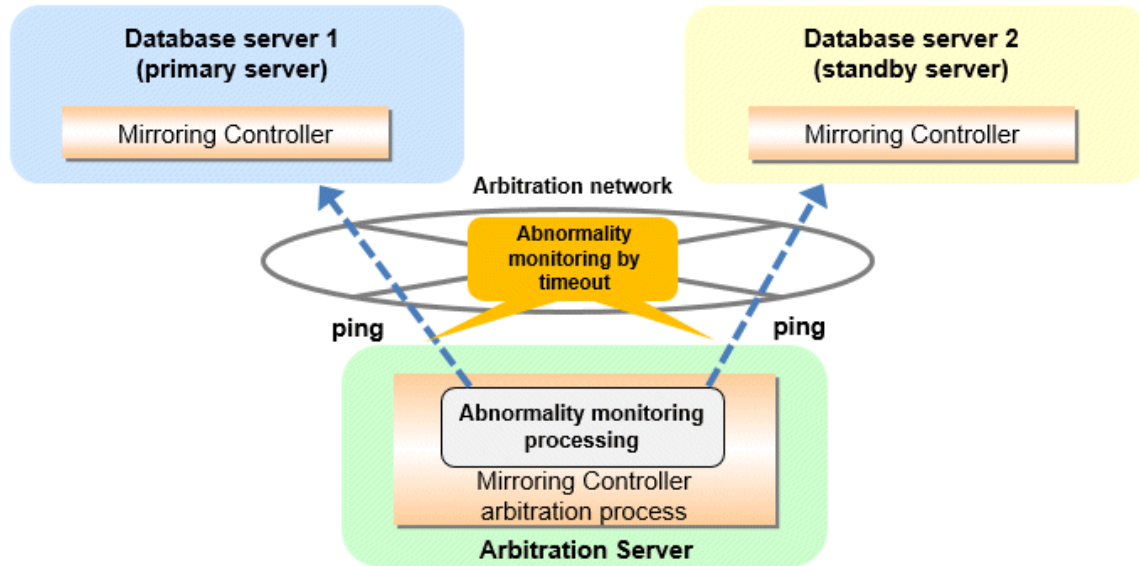 Database server 1
(primary server)
Mirroring Controller
Database server 2
(standby server)
Mirroring Controller
Arbitration network
Abnormality
monitoring by
timeout
ping
ping
Abnormality monitoring
processing
Mirroring Controller
arbitration process
Arbitration Server